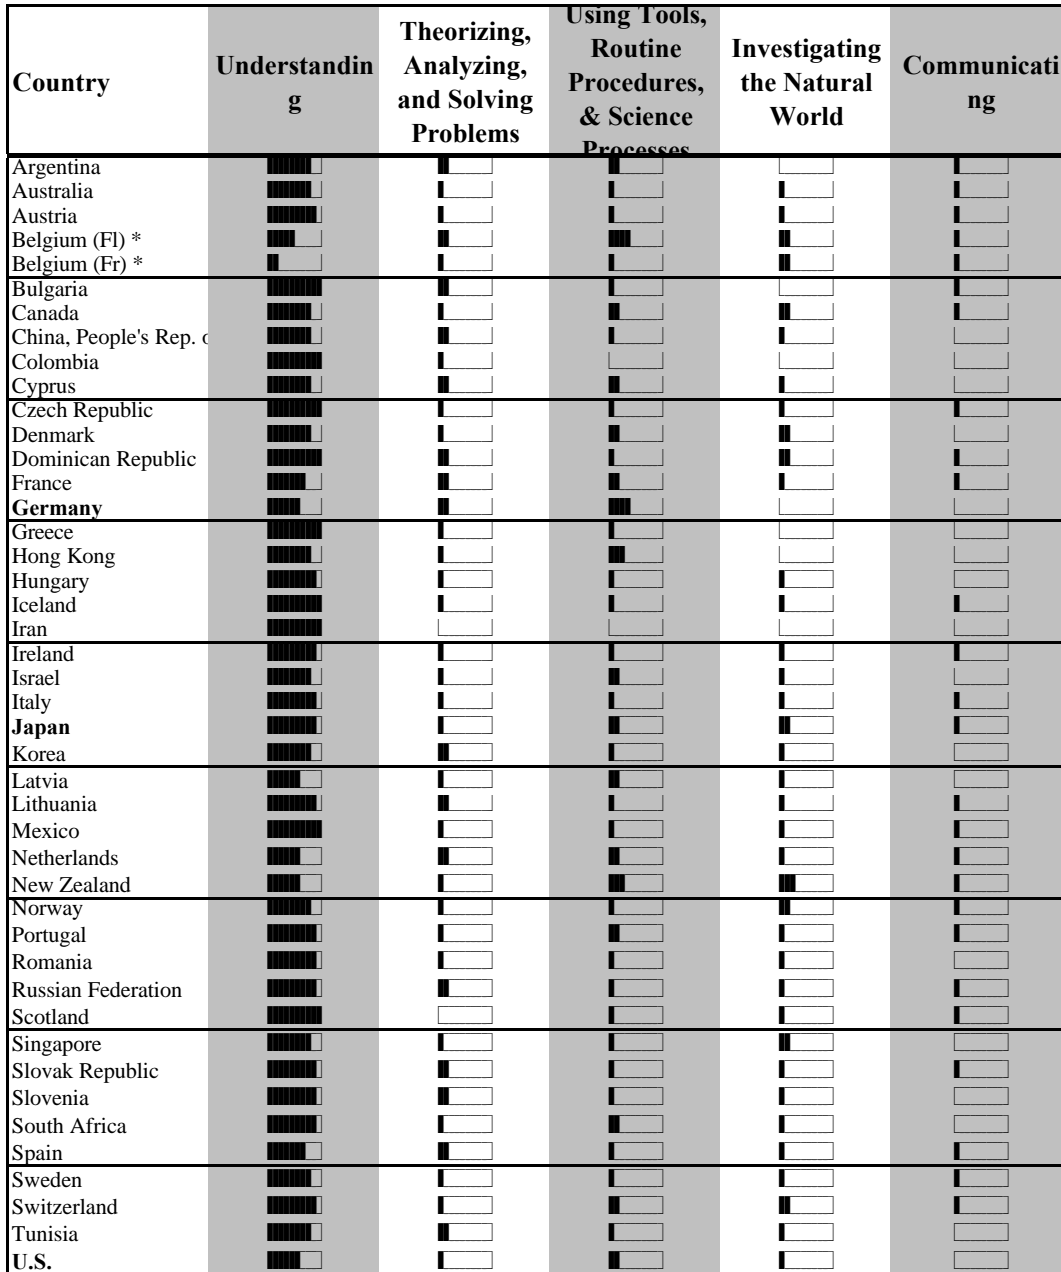 Country
Understandin
g
Theorizing,
Analyzing,
and Solving
Problems
Using Tools,
Routine
Procedures,
& Science
Processes
Investigating
the Natural
World
Communicati
ng
Argentina
Australia
Austria
Belgium (Fl) *
Belgium (Fr) *
Bulgaria
Canada
China, People's Rep. o
Colombia
Cyprus
Czech Republic
Denmark
Dominican Republic
France
Germany
Greece
Hong Kong
Hungary
Iceland
Iran
Ireland
Israel
Italy
Japan
Korea
Latvia
Lithuania
Mexico
Netherlands
New Zealand
Norway
Portugal
Romania
Russian Federation
Scotland
Singapore
Slovak Republic
Slovenia
South Africa
Spain
Sweden
Switzerland
Tunisia
U.S.